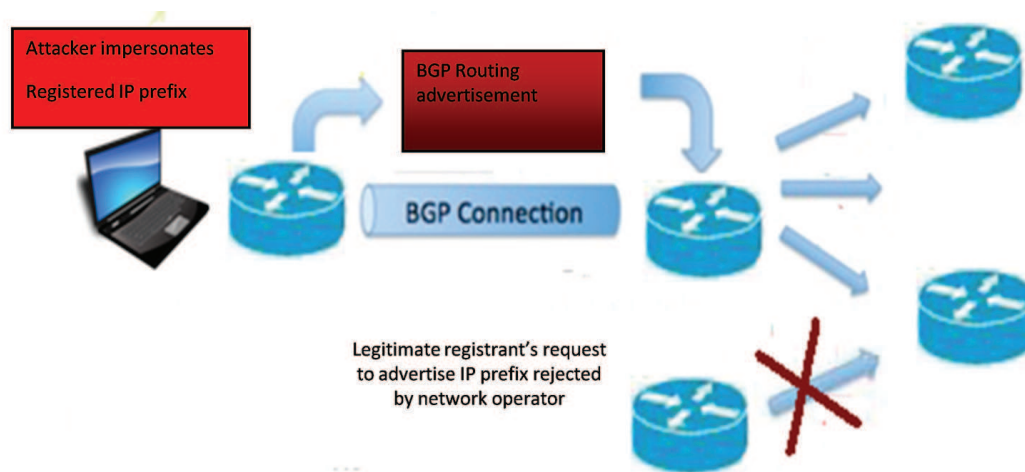 Attacker impersonates
Registered IP prefix
BGP Routing
advertisement
BGP Connection
Legitimate registrant's request
to advertise IP prefix rejected
by network operator